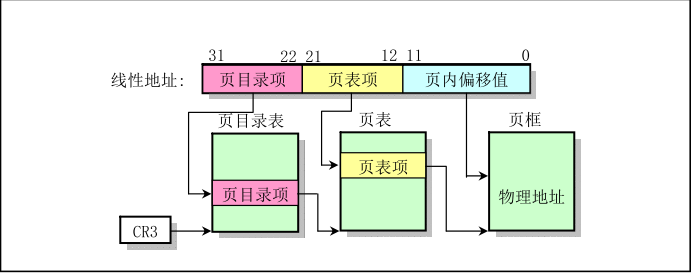 31 22 21 12 11 0
线性地址: 页目录项 页表项 页内偏移值
页目录表 页表 页框
页表项
页目录项 物理地址
CR3